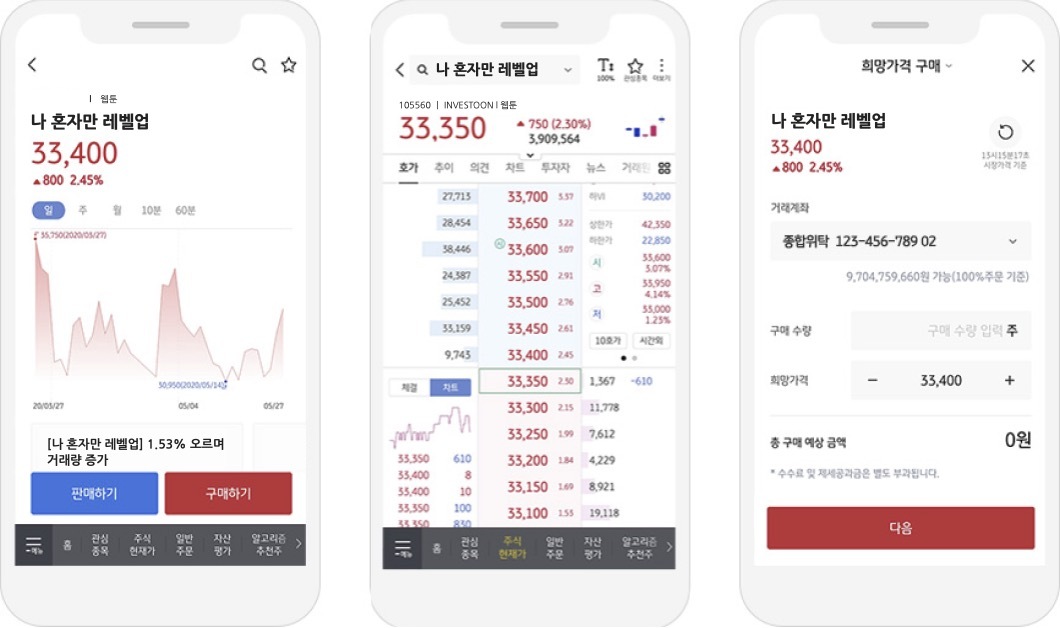 | 웹툰
나 혼자만 레벨업
33,400
▲800 2.45%
일 주 월 10분 60분
35,750(2020/03/27)
30,950(2020/05/14)
20/03/27 05/04 05/27
[나 혼자만 레벨업] 1.53% 오르며
거래량 증가
판매하기 구매하기
메뉴 홈 관심종목 주식현재가 일반주문 자산평가 알고리즘추천주
나 혼자만 레벨업
100% 관심종목 더보기
105560 | INVESTOON | 웹툰
33,350 ▲ 750 (2.30%)
3,909,564
호가 추이 의견 차트 투자자 뉴스 거래원
27,713 33,700 3.37 30,200
28,454 33,650 3.22 상한가 42,350
38,446 시 33,600 3.07 하한가 22,850
24,387 33,550 2.91 시 33,600 3.07%
25,452 33,500 2.76 고 33,950 4.14%
33,159 33,450 2.61 저 33,000 1.23%
9,743 33,400 2.45 10호가 시간외
체결 차트 33,350 2.30 1,367 -610
33,300 2.15 11,778
33,250 1.99 7,612
33,350 610 33,200 1.84 4,229
33,400 8
33,400 10 33,150 1.69 8,921
33,350 100 33,100 1.53 19,118
33,350 830
메뉴 홈 관심종목 주식현재가 일반주문 자산평가 알고리즘추천주
희망가격 구매
나 혼자만 레벨업
33,400
▲800 2.45%
13시15분17초
시장가격 기준
거래계좌
종합위탁 123-456-789 02
9,704,759,660원 가능(100%주문 기준)
구매 수량 구매 수량 입력 주
희망가격 − 33,400 +
총 구매 예상 금액 0원
* 수수료 및 제세공과금은 별도 부과됩니다.
다음